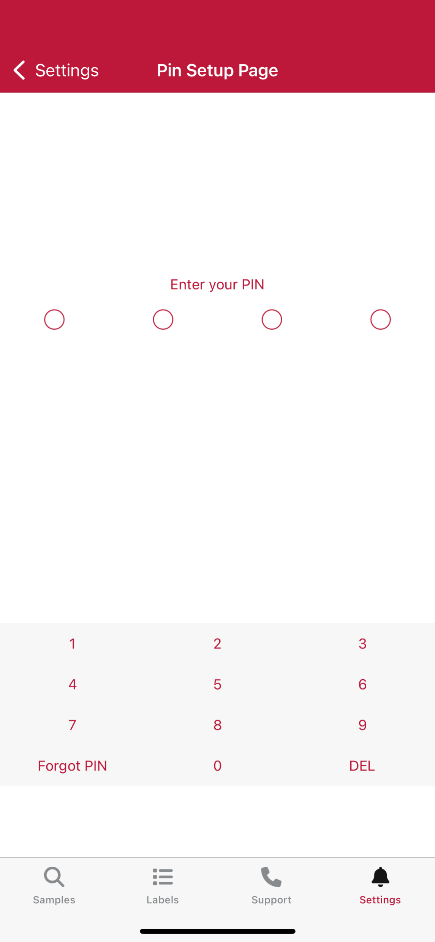 Settings
Pin Setup Page
Enter your PIN
1 2 3
4 5 6
7 8 9
Forgot PIN 0 DEL
Samples Labels Support Settings